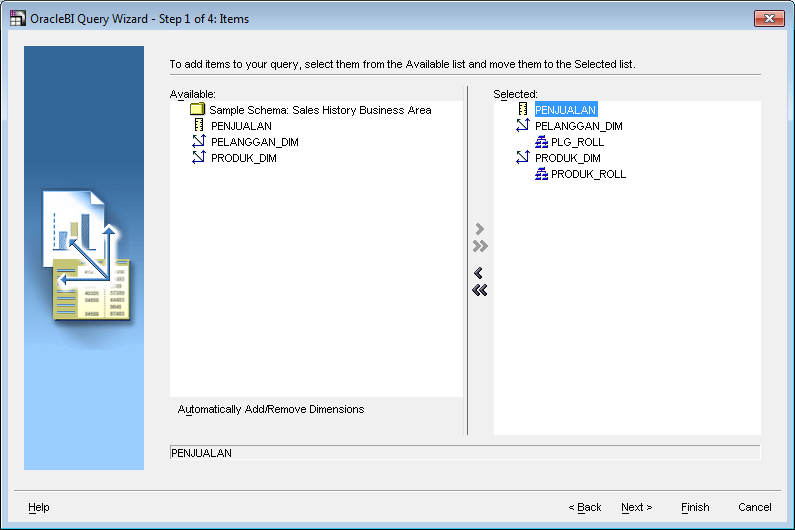 OracleBI Query Wizard - Step 1 of 4: Items
To add items to your query, select them from the Available list and move them to the Selected list.
Available:
Sample Schema: Sales History Business Area
PENJUALAN
PELANGGAN_DIM
PRODUK_DIM
Automatically Add/Remove Dimensions
Selected:
PENJUALAN
PELANGGAN_DIM
PLG_ROLL
PRODUK_DIM
PRODUK_ROLL
PENJUALAN
Help
< Back
Next >
Finish
Cancel